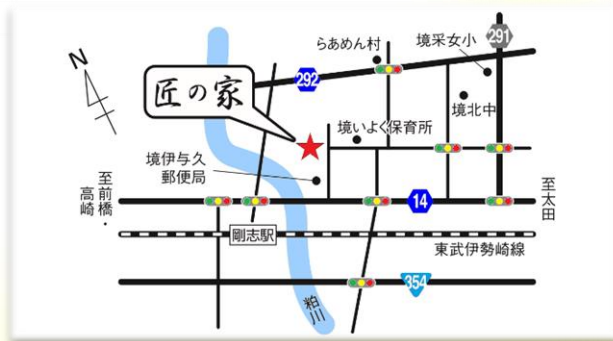 N
らあめん村
境采女小
291
292
匠の家
境北中
境いよく保育所
境伊与久
郵便局
至前橋・
高崎
14
至太田
剛志駅
東武伊勢崎線
354
粕川